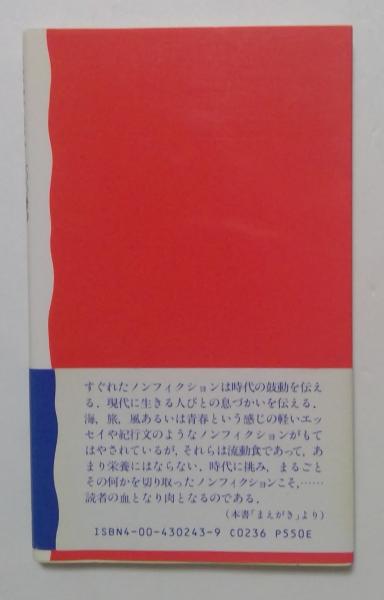 すぐれたノンフィクションは時代の鼓動を伝え
る．現代に生きる人びとの息づかいを伝える．
海，旅，風あるいは青春という感じの軽いエッ
セイや紀行文のようなノンフィクションがもて
はやされているが，それらは流動食であって，あ
まり栄養にはならない．時代に挑み，まるごと
その何かを切り取ったノンフィクションこそ，……
読者の血となり肉となるのである．
（本書「まえがき」より）
ISBN4-00-430243-9 C0236 P550E